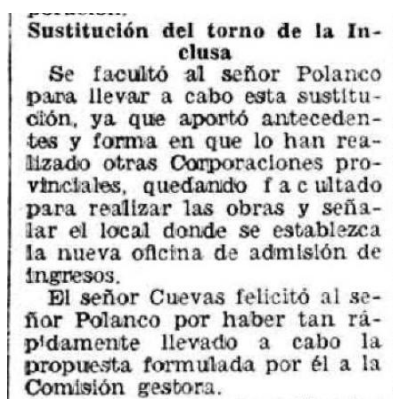 Sustitución del torno de la In-
clusa
Se facultó al señor Polanco
para llevar a cabo esta sustitu-
ción, ya que aportó anteceden-
tes y forma en que lo han rea-
lizado otras Corporaciones pro-
vinciales, quedando facultado
para realizar las obras y seña-
lar el local donde se establezca
la nueva oficina de admisión de
ingresos.
El señor Cuevas felicitó al se-
ñor Polanco por haber tan rá-
pidamente llevado a cabo la
propuesta formulada por él a la
Comisión gestora.